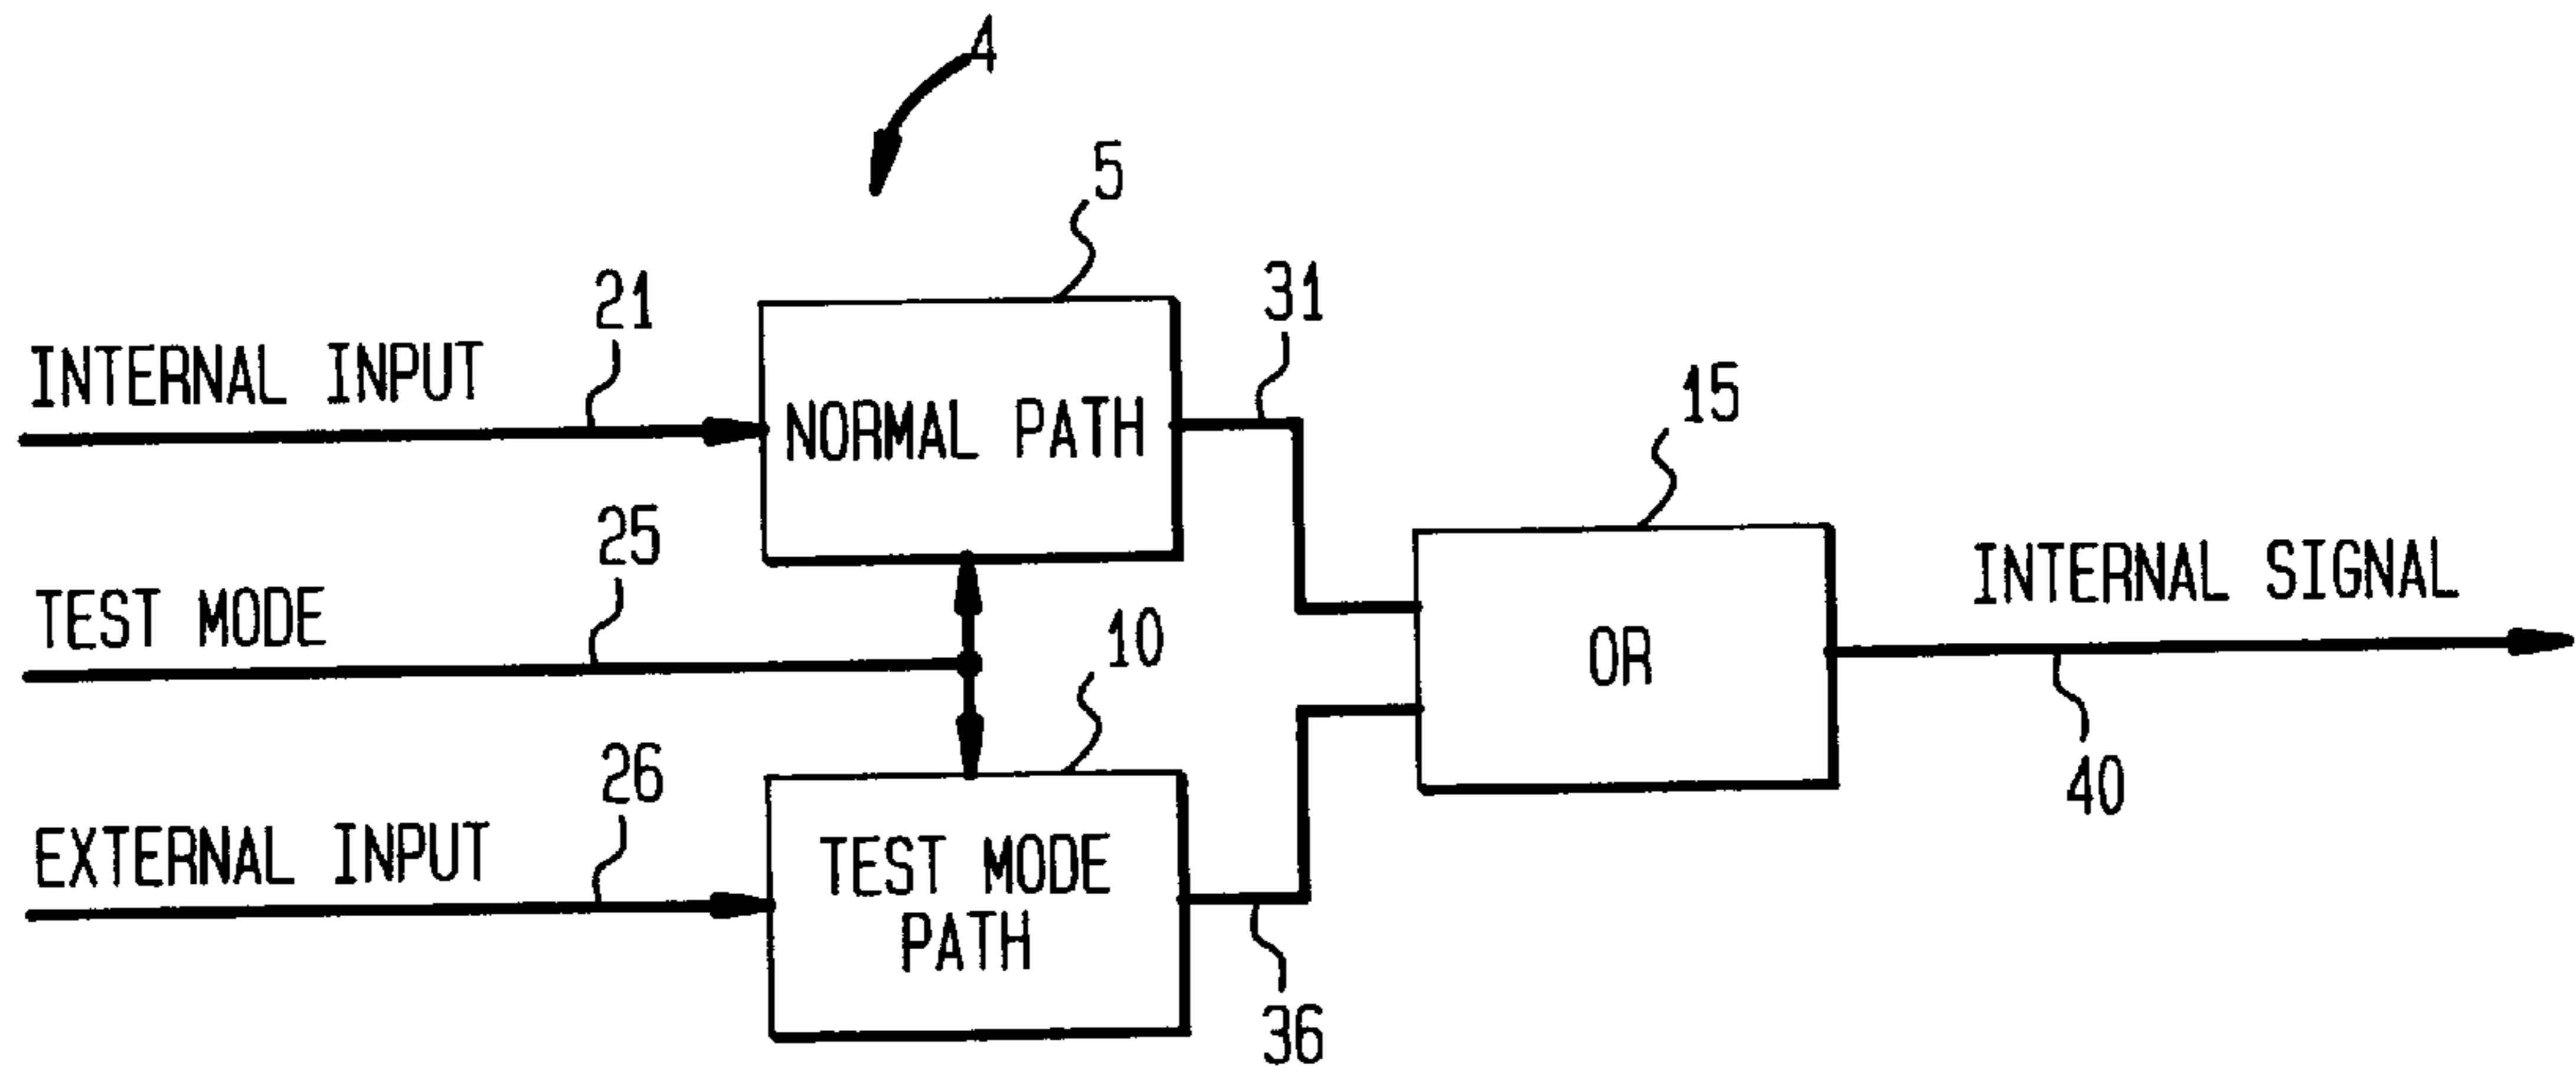 4
5
21
INTERNAL INPUT
NORMAL PATH
31
15
25
TEST MODE
10
OR
INTERNAL SIGNAL
40
26
EXTERNAL INPUT
TEST MODE
PATH
36